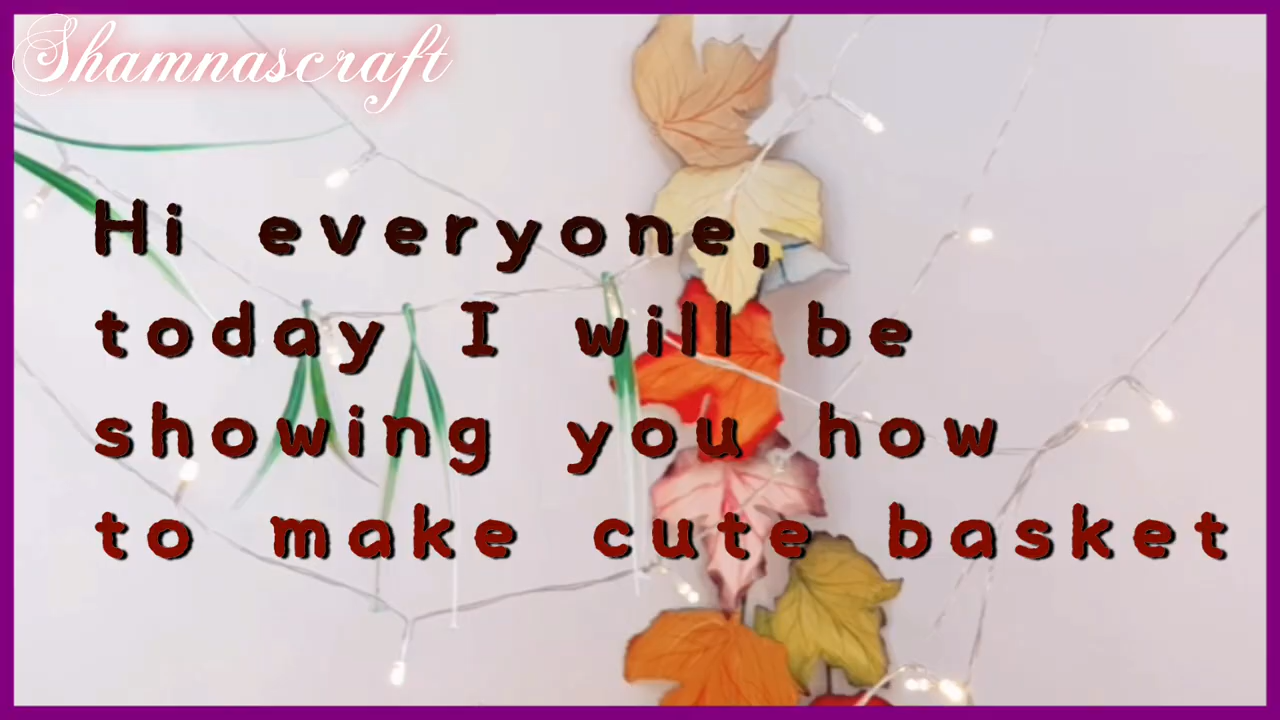 Shamnascraft
Hi everyone,
today I will be
showing you how
to make cute basket